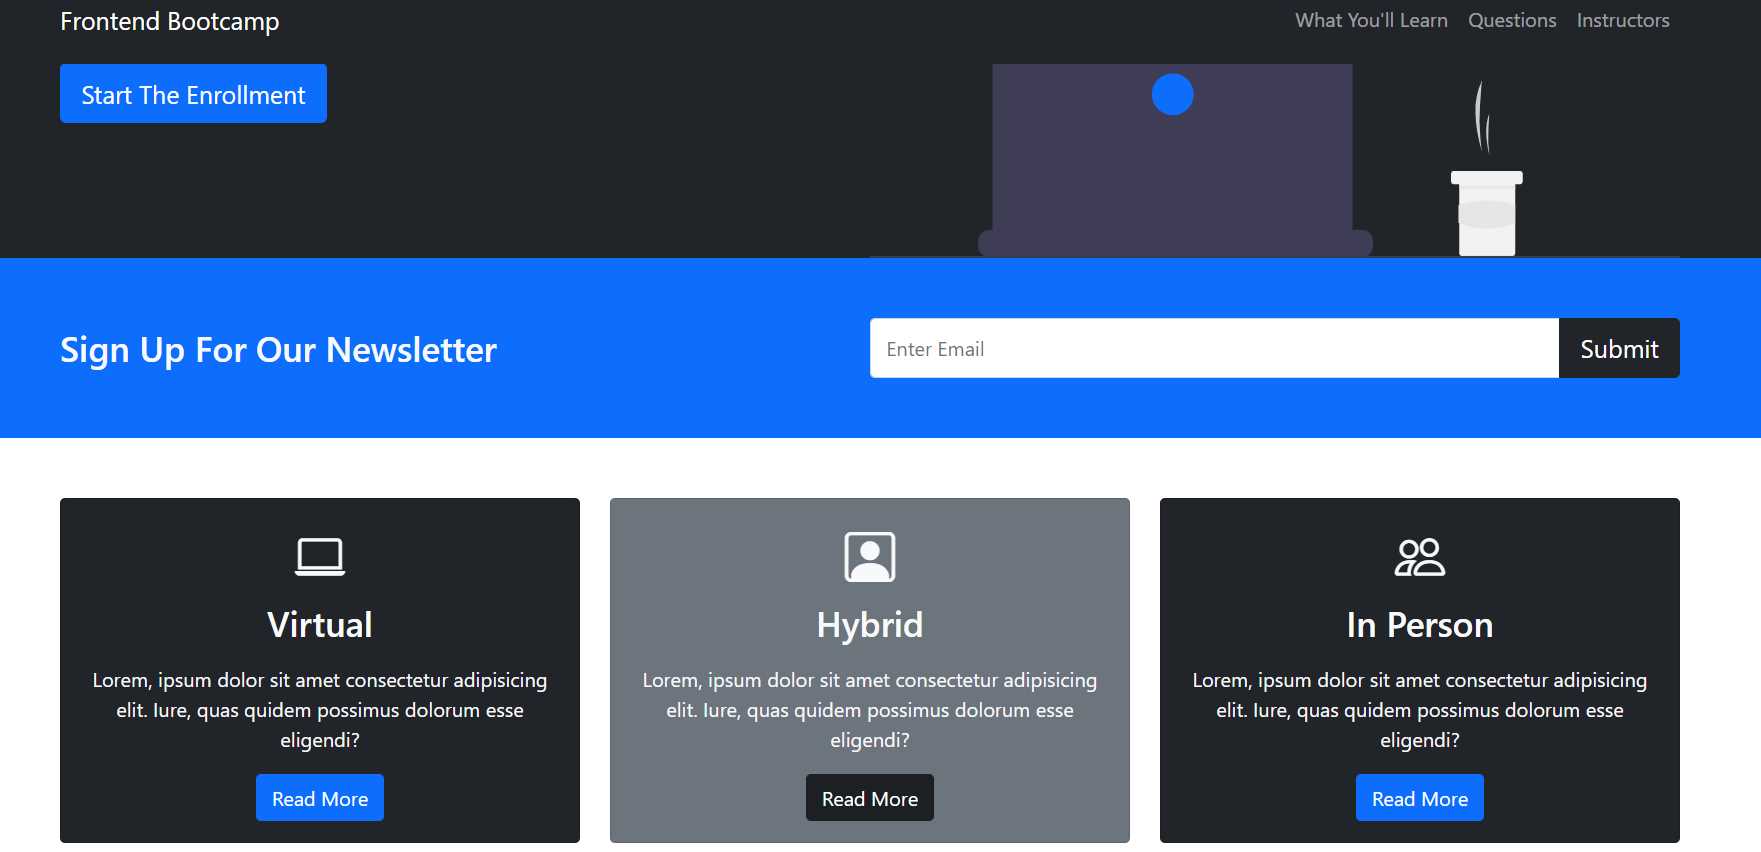 Frontend Bootcamp
What You'll Learn
Questions
Instructors
Start The Enrollment
Sign Up For Our Newsletter
Enter Email
Submit
Virtual
Lorem, ipsum dolor sit amet consectetur adipisicing
elit. Iure, quas quidem possimus dolorum esse
eligendi?
Read More
Hybrid
Lorem, ipsum dolor sit amet consectetur adipisicing
elit. Iure, quas quidem possimus dolorum esse
eligendi?
Read More
In Person
Lorem, ipsum dolor sit amet consectetur adipisicing
elit. Iure, quas quidem possimus dolorum esse
eligendi?
Read More